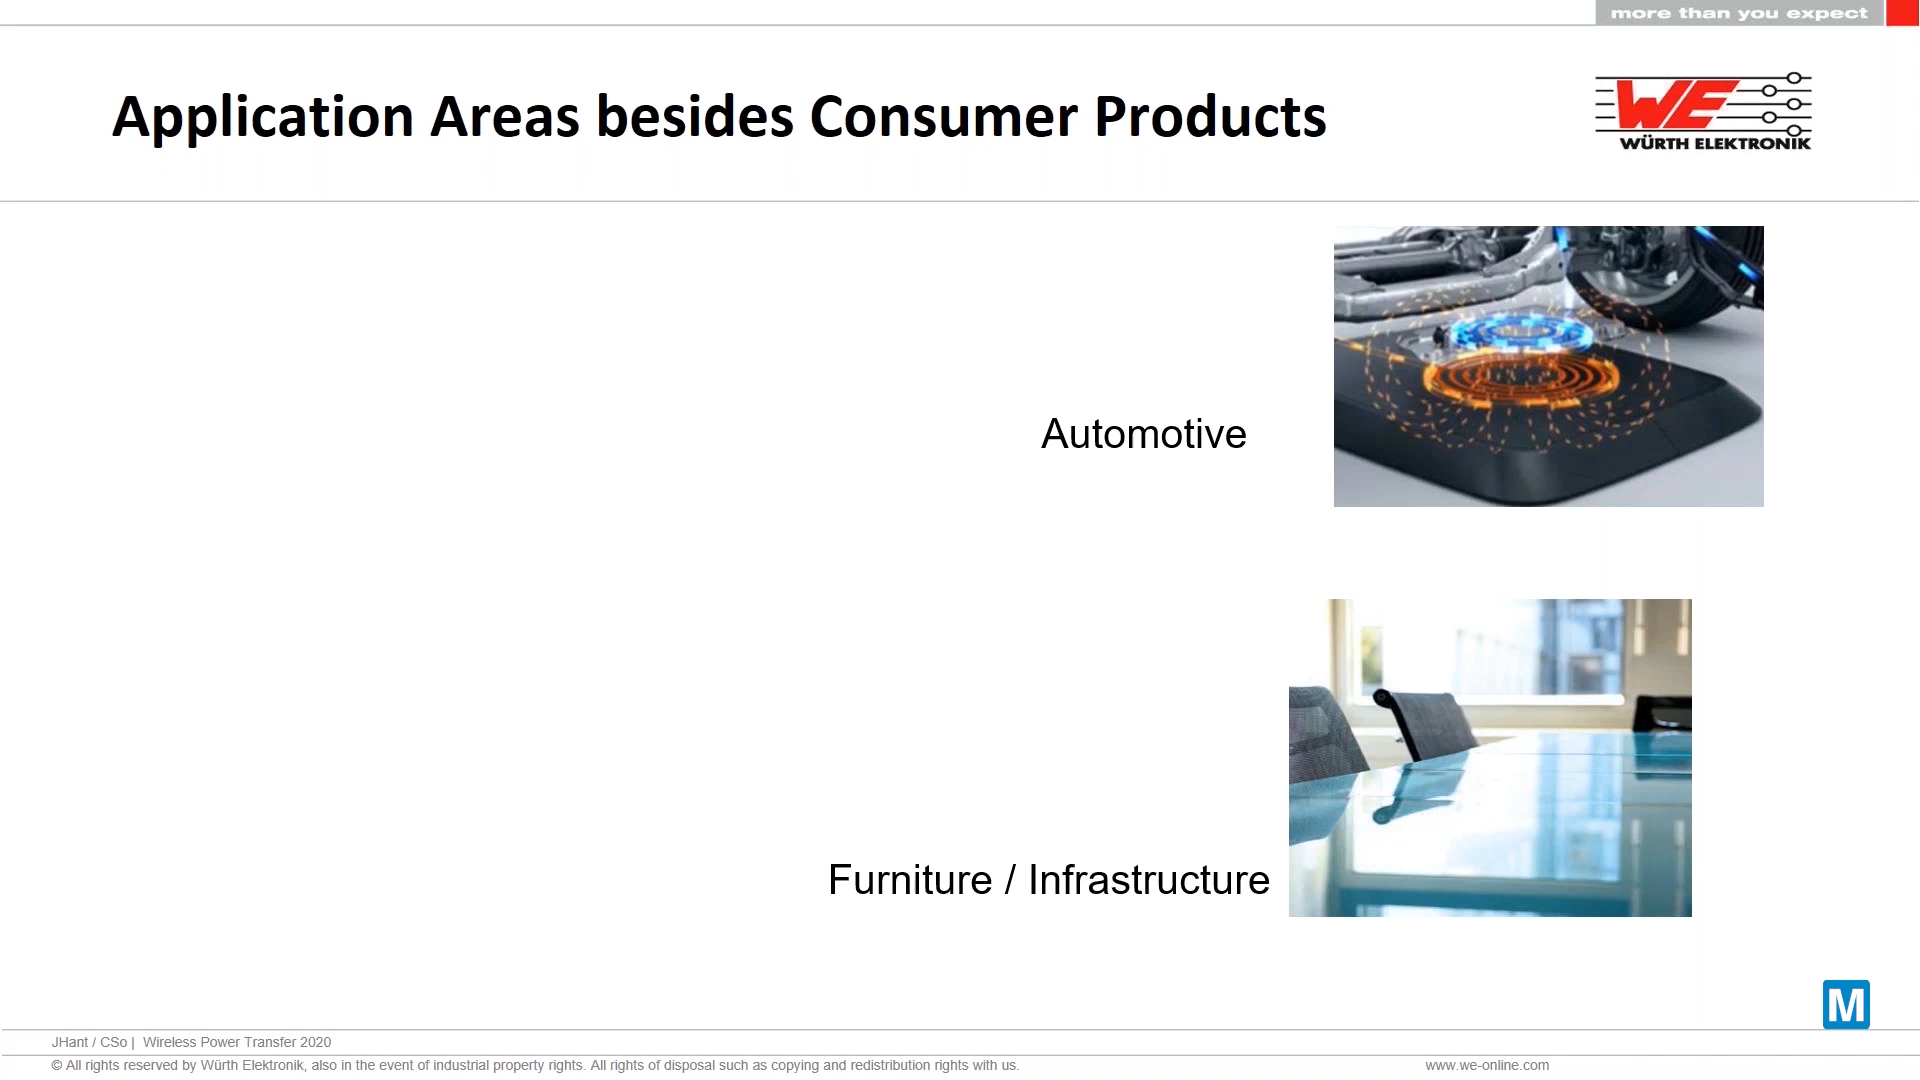 more than you expect
Application Areas besides Consumer Products
WE
WÜRTH ELEKTRONIK
Automotive
Furniture / Infrastructure
M
JHant / CSo | Wireless Power Transfer 2020
© All rights reserved by Würth Elektronik, also in the event of industrial property rights. All rights of disposal such as copying and redistribution rights with us.
www.we-online.com